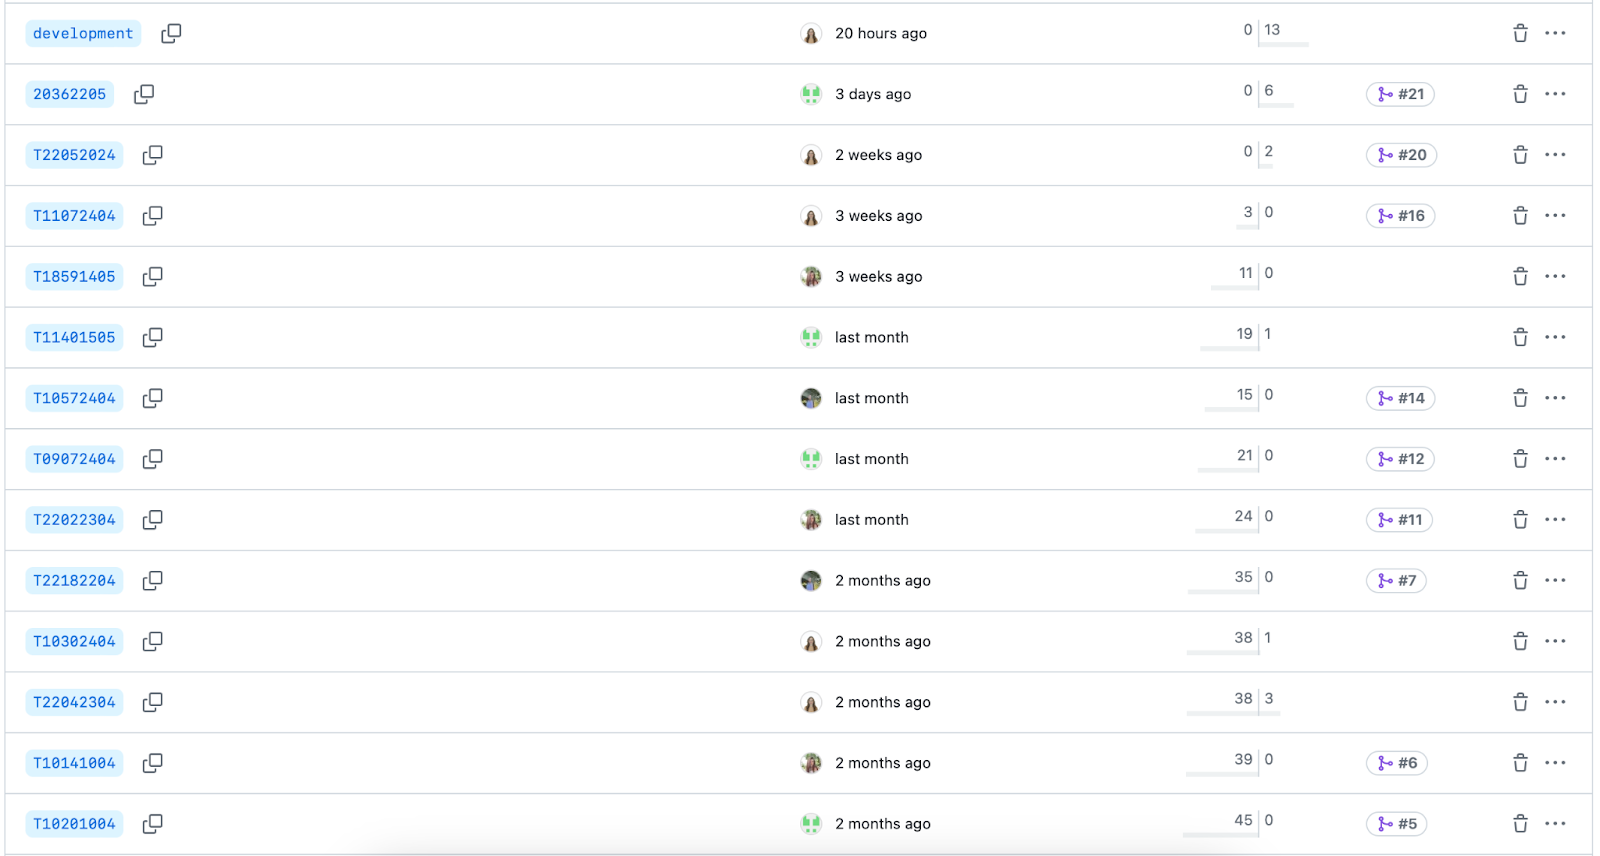 development 20 hours ago 0 13
20362205 3 days ago 0 6 #21
T22052024 2 weeks ago 0 2 #20
T11072404 3 weeks ago 3 0 #16
T18591405 3 weeks ago 11 0
T11401505 last month 19 1
T10572404 last month 15 0 #14
T09072404 last month 21 0 #12
T22022304 last month 24 0 #11
T22182204 2 months ago 35 0 #7
T10302404 2 months ago 38 1
T22042304 2 months ago 38 3
T10141004 2 months ago 39 0 #6
T10201004 2 months ago 45 0 #5